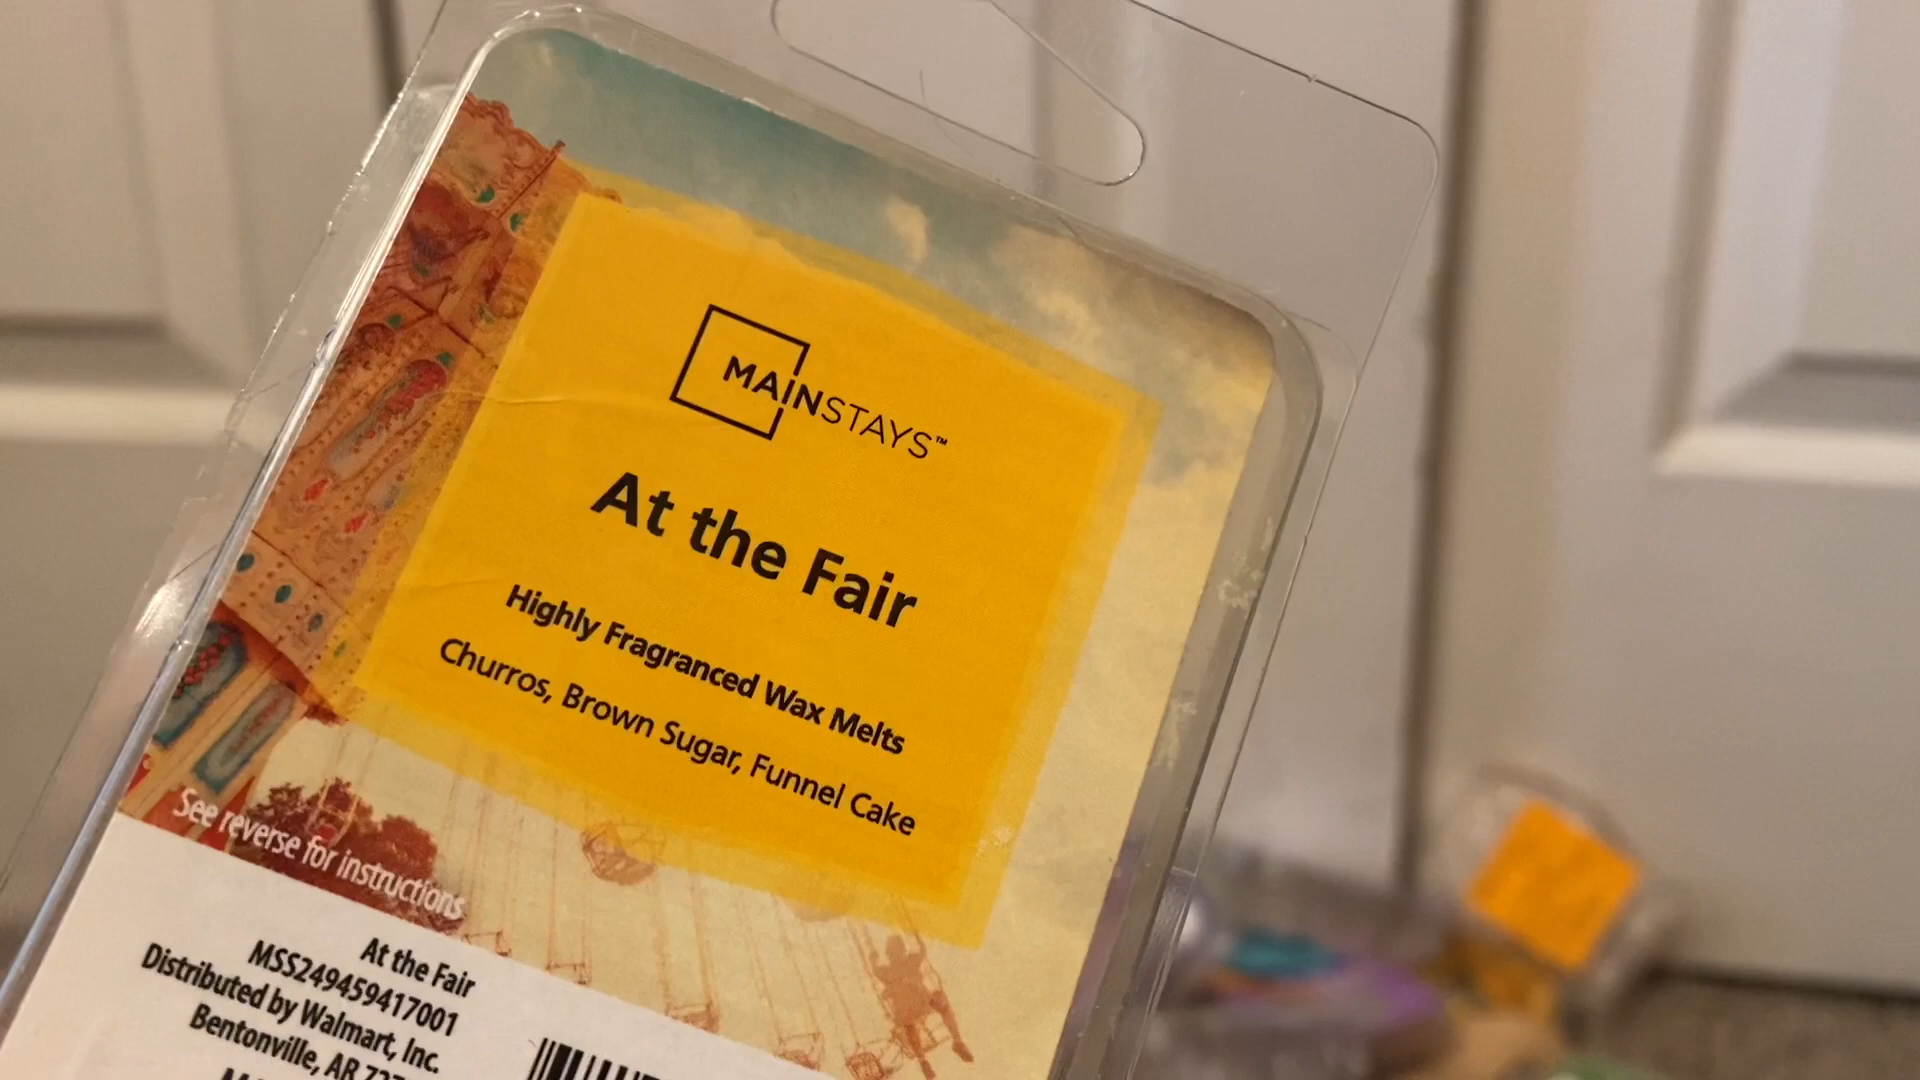 MAINSTAYS™
At the Fair
Highly Fragranced Wax Melts
Churros, Brown Sugar, Funnel Cake
See reverse for instructions
At the Fair
MSS249459417001
Distributed by Walmart, Inc.
Bentonville, AR